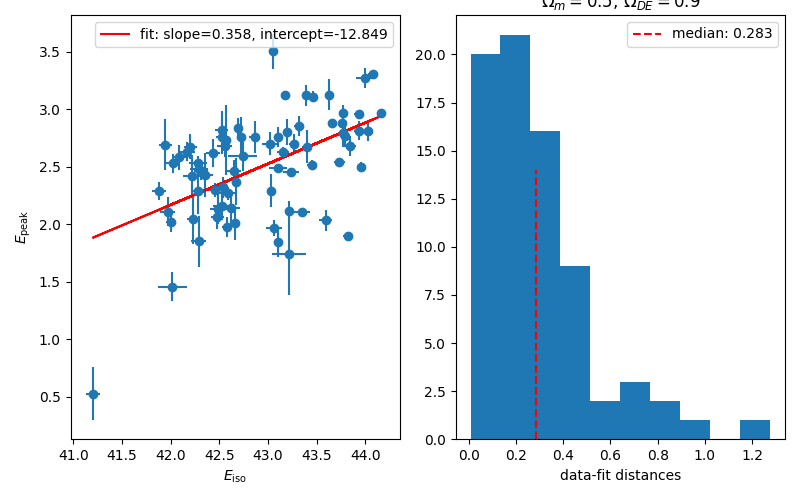 fit: slope=0.358, intercept=-12.849
3.5
3.0
2.5
2.0
1.5
1.0
0.5
41.0 41.5 42.0 42.5 43.0 43.5 44.0
E_iso
E_peak
Ω_m = 0.5, Ω_DE = 0.9
median: 0.283
20.0
17.5
15.0
12.5
10.0
7.5
5.0
2.5
0.0
0.0 0.2 0.4 0.6 0.8 1.0 1.2
data-fit distances